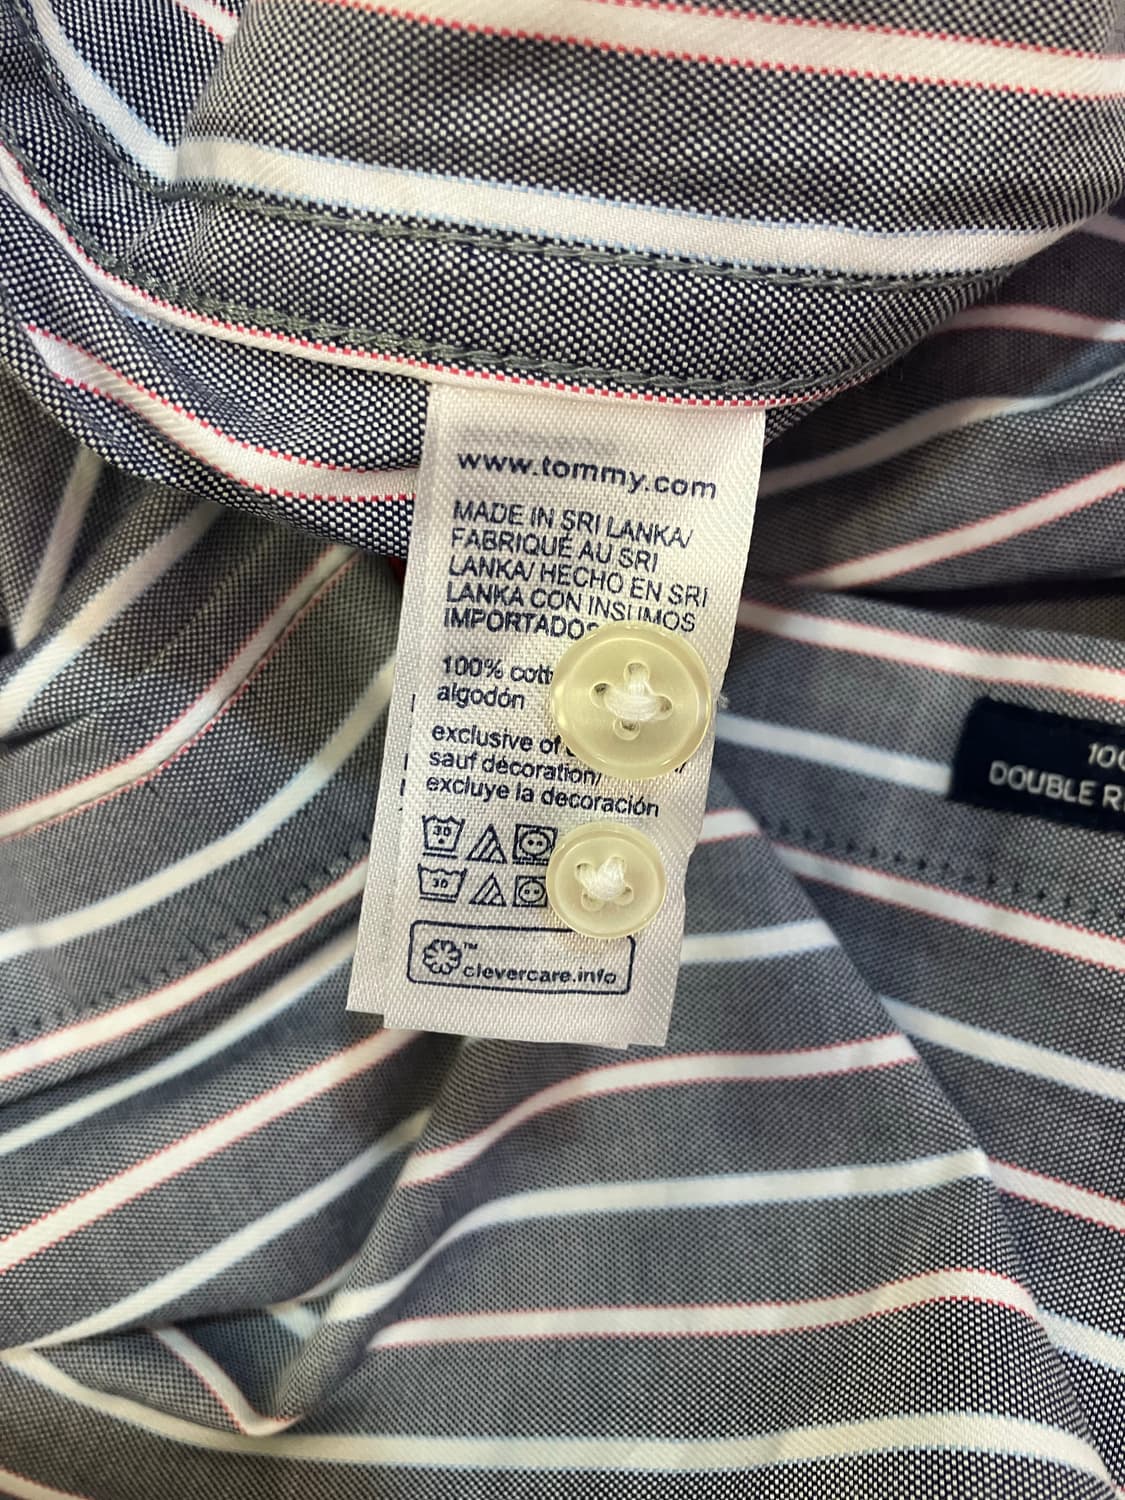 www.tommy.com
MADE IN SRI LANKA/
FABRIQUÉ AU SRI
LANKA/ HECHO EN SRI
LANKA CON INSUMOS
IMPORTADOS
100%
algodón
exclusive of
sauf décoration/
excluye la decoración
30
30
™
clevercare.info
DOUBLE